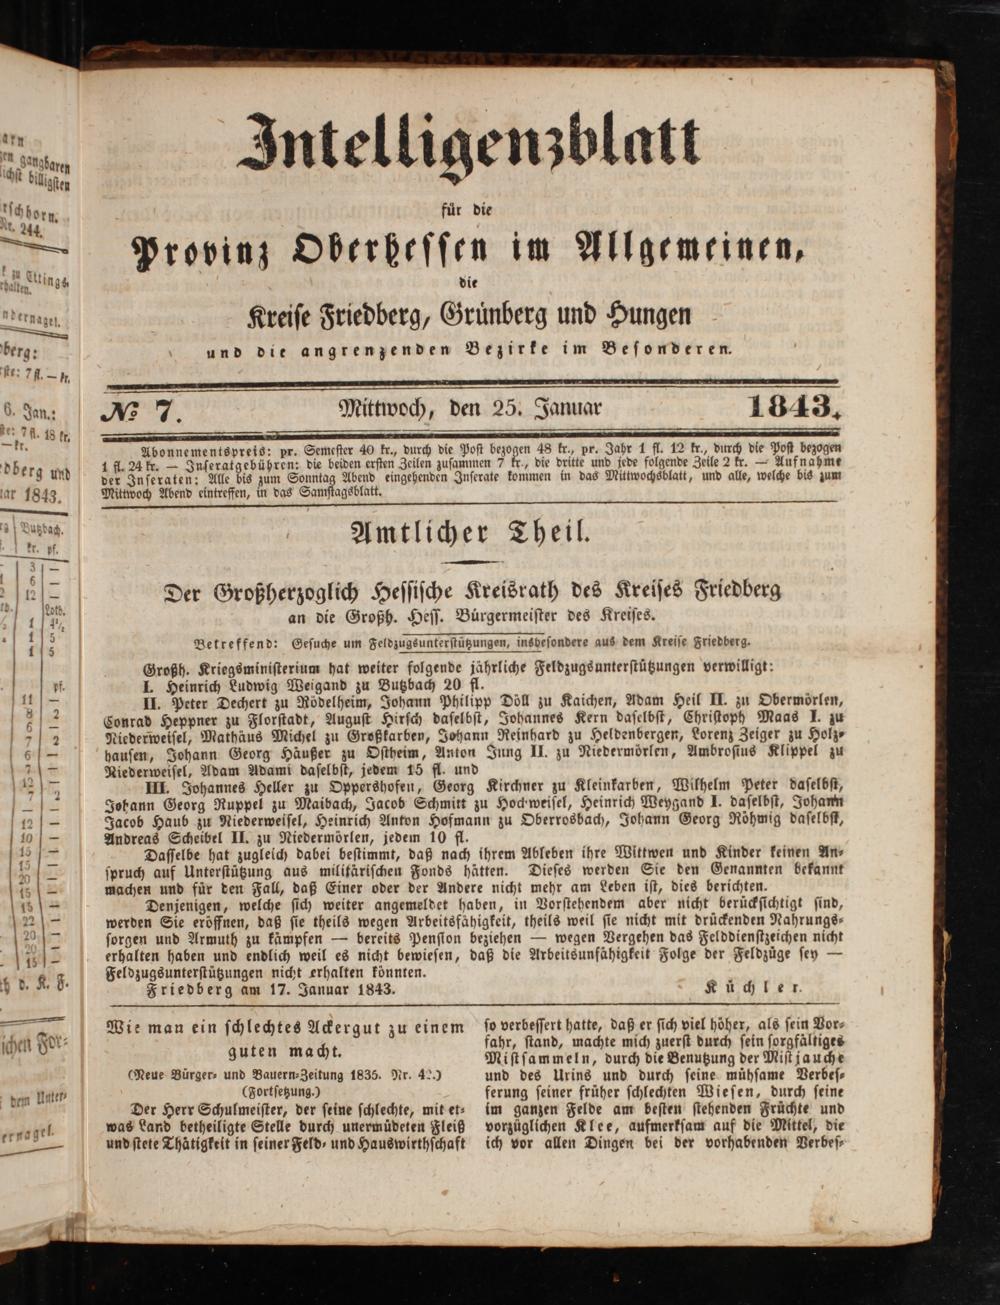 Intelligenzblatt
für die
Provinz Oberhessen im Allgemeinen,
die
Kreise Friedberg, Grünberg und Hungen
und die angrenzenden Bezirke im Besonderen.
No 7.
Mittwoch, den 25. Januar
1843.
Abonnementspreis: pr. Semester 40 kr., durch die Post bezogen 48 kr., pr. Jahr 1 fl. 12 kr., durch die Post bezogen
1 fl. 24 kr. — Inseratgebühren: die beiden ersten Zeilen zusammen 7 kr., die dritte und jede folgende Zeile 2 kr. — Aufnahme
der Inseraten: Alle bis zum Sonntag Abend eingehenden Inserate kommen in das Mittwochsblatt, und alle, welche bis zum
Mittwoch Abend eintreffen, in das Samstagsblatt.
Amtlicher Theil.
Der Großherzoglich Hessische Kreisrath des Kreises Friedberg
an die Großh. Hess. Bürgermeister des Kreises.
Betreffend: Gesuche um Feldzugsunterstützungen, insbesondere aus dem Kreise Friedberg.
Großh. Kriegsministerium hat weiter folgende jährliche Feldzugsunterstützungen verwilligt:
I. Heinrich Ludwig Weigand zu Butzbach 20 fl.
II. Peter Dechert zu Rödelheim, Johann Philipp Döll zu Kaichen, Adam Heil II. zu Obermörlen,
Conrad Heppner zu Florstadt, August Hirsch daselbst, Johannes Kern daselbst, Christoph Maas I. zu
Niederweisel, Mathäus Michel zu Großkarben, Johann Reinhard zu Heldenbergen, Lorenz Zeiger zu Holz-
hausen, Johann Georg Häußer zu Ostheim, Anton Jung II. zu Niedermörlen, Ambrosius Klippel zu
Niederweisel, Adam Adami daselbst, jedem 15 fl. und
III. Johannes Heller zu Oppershofen, Georg Kirchner zu Kleinkarben, Wilhelm Peter daselbst,
Johann Georg Ruppel zu Maibach, Jacob Schmitt zu Hochweisel, Heinrich Weygand I. daselbst, Johann
Jacob Haub zu Niederweisel, Heinrich Anton Hofmann zu Oberrosbach, Johann Georg Röhmig daselbst,
Andreas Scheibel II. zu Niedermörlen, jedem 10 fl.
Dasselbe hat zugleich dabei bestimmt, daß nach ihrem Ableben ihre Wittwen und Kinder keinen An-
spruch auf Unterstützung aus militärischen Fonds hätten. Dieses werden Sie den Genannten bekannt
machen und für den Fall, daß Einer oder der Andere nicht mehr am Leben ist, dies berichten.
Denjenigen, welche sich weiter angemeldet haben, in Vorstehendem aber nicht berücksichtigt sind,
werden Sie eröffnen, daß sie theils wegen Arbeitsfähigkeit, theils weil sie nicht mit drückenden Nahrungs-
sorgen und Armuth zu kämpfen — bereits Pension beziehen — wegen Vergehen das Felddienstzeichen nicht
erhalten haben und endlich weil es nicht bewiesen, daß die Arbeitsunfähigkeit Folge der Feldzüge sey —
Feldzugsunterstützungen nicht erhalten könnten.
Friedberg am 17. Januar 1843.
Küchler.
Wie man ein schlechtes Ackergut zu einem
guten macht.
(Neue Bürger- und Bauern-Zeitung 1835. Nr. 42.)
(Fortsetzung.)
Der Herr Schulmeister, der seine schlechte, mit et-
was Land betheiligte Stelle durch unermüdeten Fleiß
und stete Thätigkeit in seiner Feld- und Hauswirthschaft
so verbessert hatte, daß er sich viel höher, als sein Vor-
fahr, stand, machte mich zuerst durch sein sorgfältiges
Mistsammeln, durch die Benutzung der Mistjauche
und des Urins und durch seine mühsame Verbes-
serung seiner früher schlechten Wiesen, durch seine
im ganzen Felde am besten stehenden Früchte und
vorzüglichen Klee, aufmerksam auf die Mittel, die
ich vor allen Dingen bei der vorhabenden Verbes-